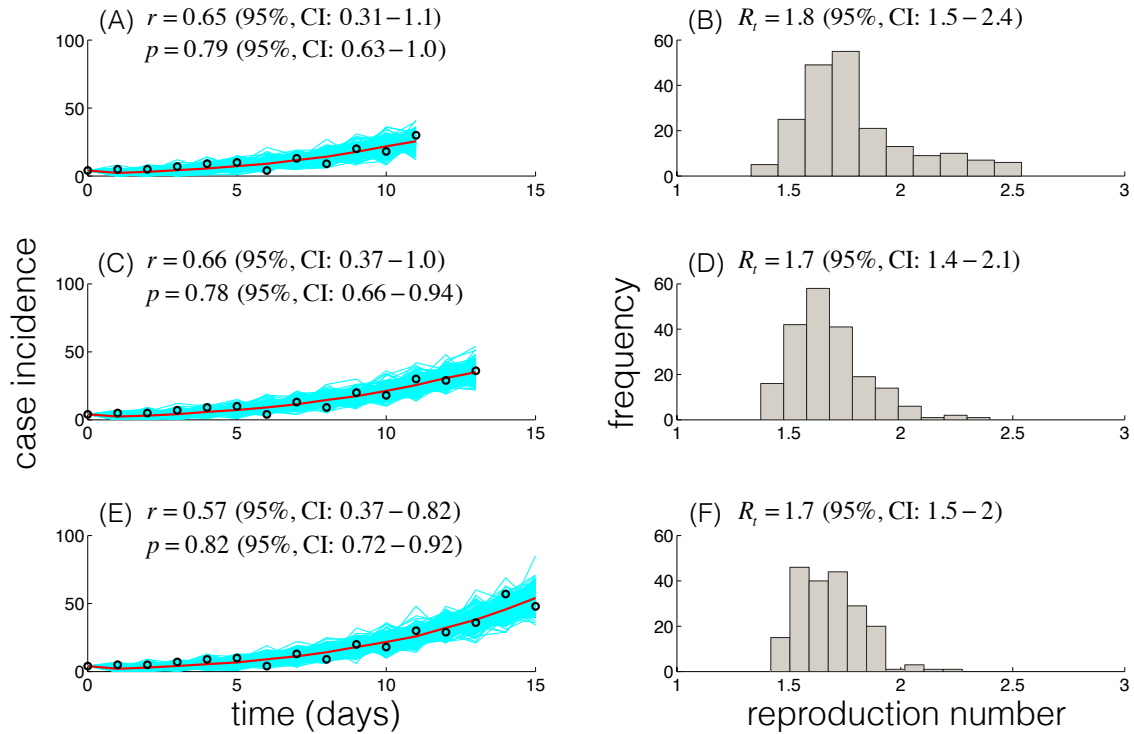 (A) r = 0.65 (95%, CI: 0.31−1.1)
p = 0.79 (95%, CI: 0.63−1.0)
100
50
0
0 5 10 15
(B) Rₜ = 1.8 (95%, CI: 1.5−2.4)
60
40
20
0
1 1.5 2 2.5 3
(C) r = 0.66 (95%, CI: 0.37−1.0)
p = 0.78 (95%, CI: 0.66−0.94)
100
50
0
0 5 10 15
case incidence
(D) Rₜ = 1.7 (95%, CI: 1.4−2.1)
60
40
20
0
1 1.5 2 2.5 3
frequency
(E) r = 0.57 (95%, CI: 0.37−0.82)
p = 0.82 (95%, CI: 0.72−0.92)
100
50
0
0 5 10 15
time (days)
(F) Rₜ = 1.7 (95%, CI: 1.5−2)
60
40
20
0
1 1.5 2 2.5 3
reproduction number